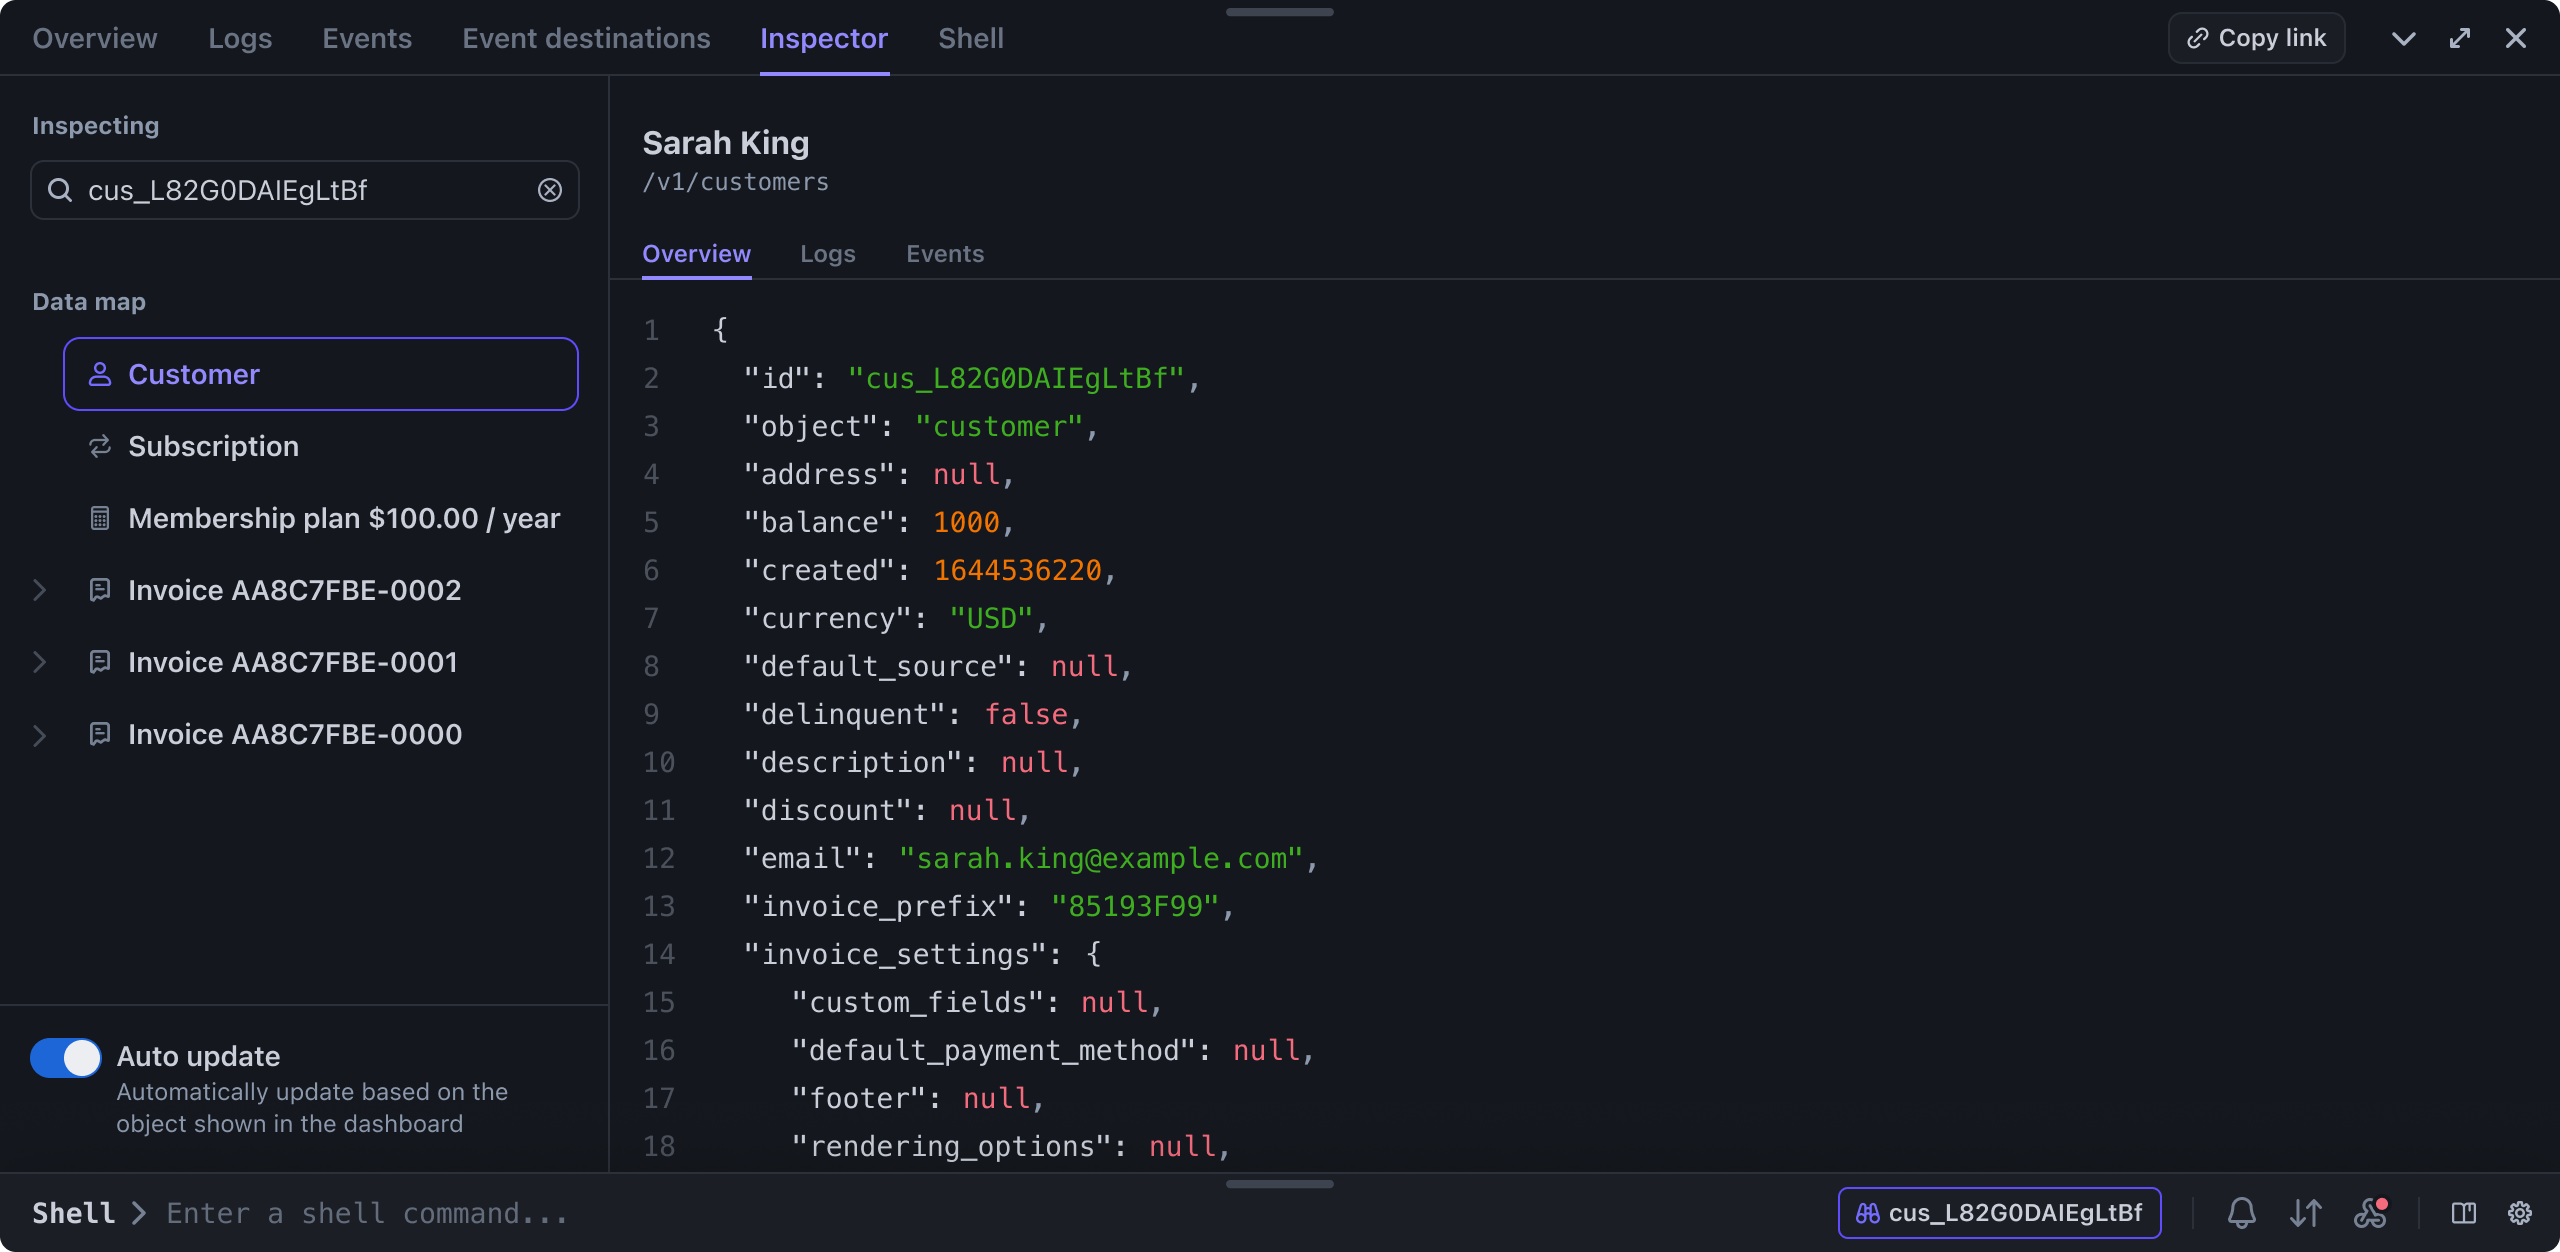 Overview Logs Events Event destinations Inspector Shell Copy link
Inspecting
cus_L82G0DAIEgLtBf
Data map
Customer
Subscription
Membership plan $100.00 / year
Invoice AA8C7FBE-0002
Invoice AA8C7FBE-0001
Invoice AA8C7FBE-0000
Auto update
Automatically update based on the
object shown in the dashboard
Sarah King
/v1/customers
Overview Logs Events
1 {
2 "id": "cus_L82G0DAIEgLtBf",
3 "object": "customer",
4 "address": null,
5 "balance": 1000,
6 "created": 1644536220,
7 "currency": "USD",
8 "default_source": null,
9 "delinquent": false,
10 "description": null,
11 "discount": null,
12 "email": "sarah.king@example.com",
13 "invoice_prefix": "85193F99",
14 "invoice_settings": {
15 "custom_fields": null,
16 "default_payment_method": null,
17 "footer": null,
18 "rendering_options": null,
Shell Enter a shell command... cus_L82G0DAIEgLtBf